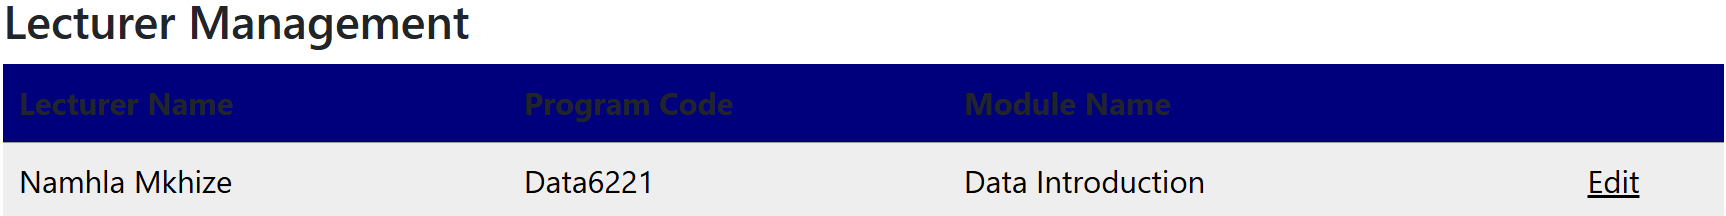 Lecturer Management
Lecturer Name Program Code Module Name
Namhla Mkhize Data6221 Data Introduction Edit